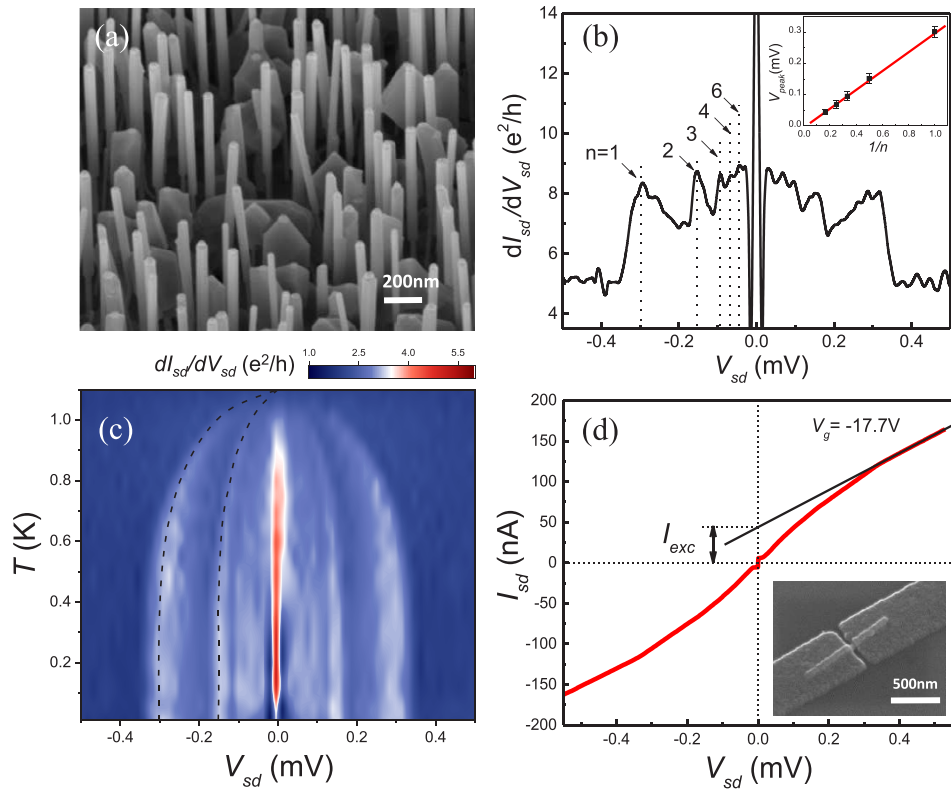 (a)
200nm
(b)
14
12
10
8
6
4
dI_sd/dV_sd (e²/h)
n=1
2
3
4
6
-0.4
-0.2
0.0
0.2
0.4
V_sd (mV)
0.3
0.2
0.1
0.0
V_peak(mV)
0.0 0.2 0.4 0.6 0.8 1.0
1/n
dI_sd/dV_sd (e²/h)
1.0 2.5 4.0 5.5
(c)
1.0
0.8
0.6
0.4
0.2
T (K)
-0.4 -0.2 0.0 0.2 0.4
V_sd (mV)
(d)
V_g= -17.7V
200
150
100
50
0
-50
-100
-150
-200
I_sd (nA)
I_exc
500nm
-0.4 -0.2 0.0 0.2 0.4
V_sd (mV)